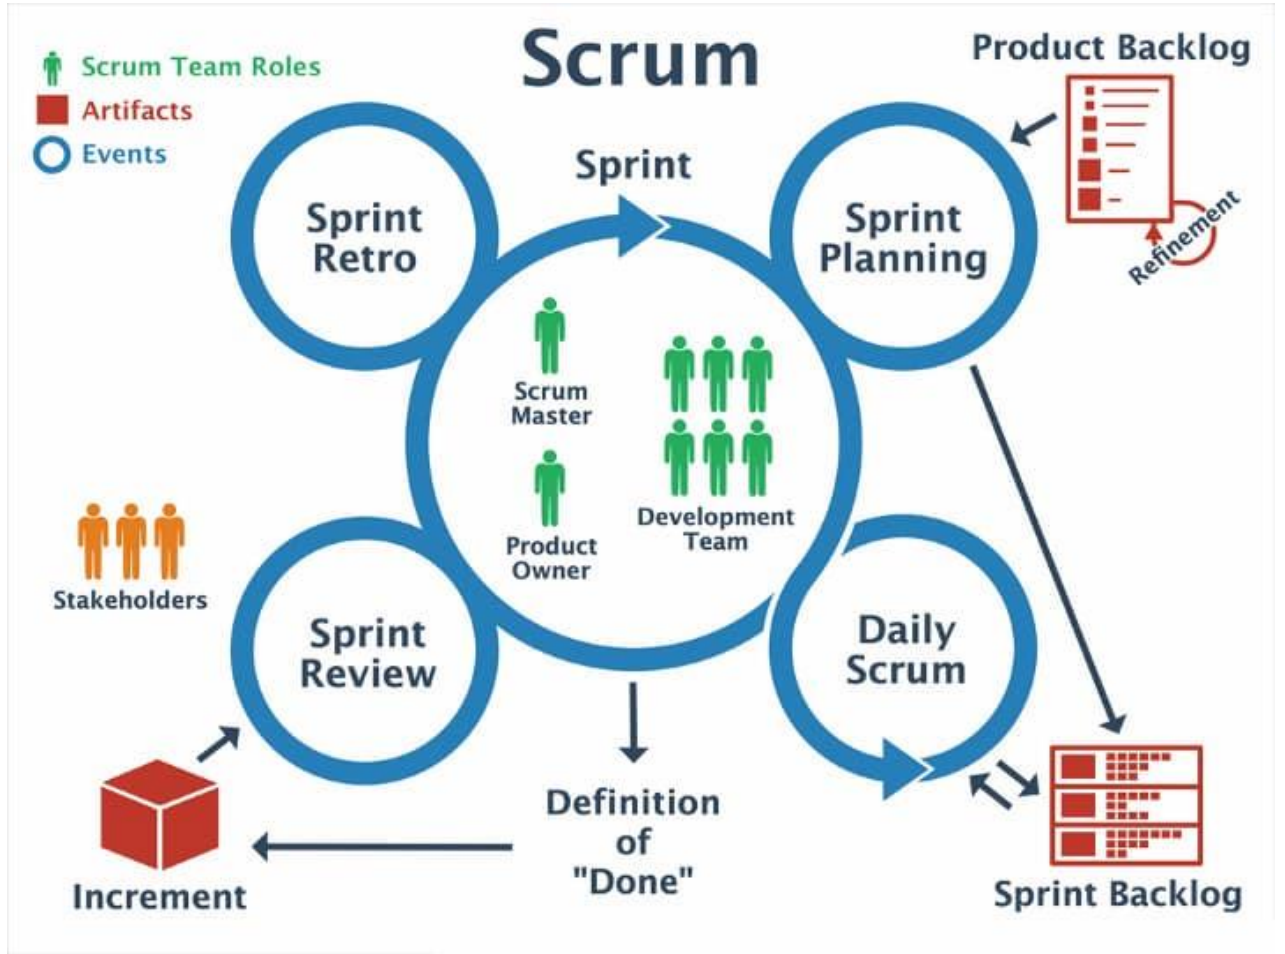 Scrum
Scrum Team Roles
Artifacts
Events
Product Backlog
Refinement
Sprint
Sprint
Retro
Sprint
Planning
Scrum
Master
Product
Owner
Development
Team
Stakeholders
Sprint
Review
Daily
Scrum
Definition
of
"Done"
Increment
Sprint Backlog